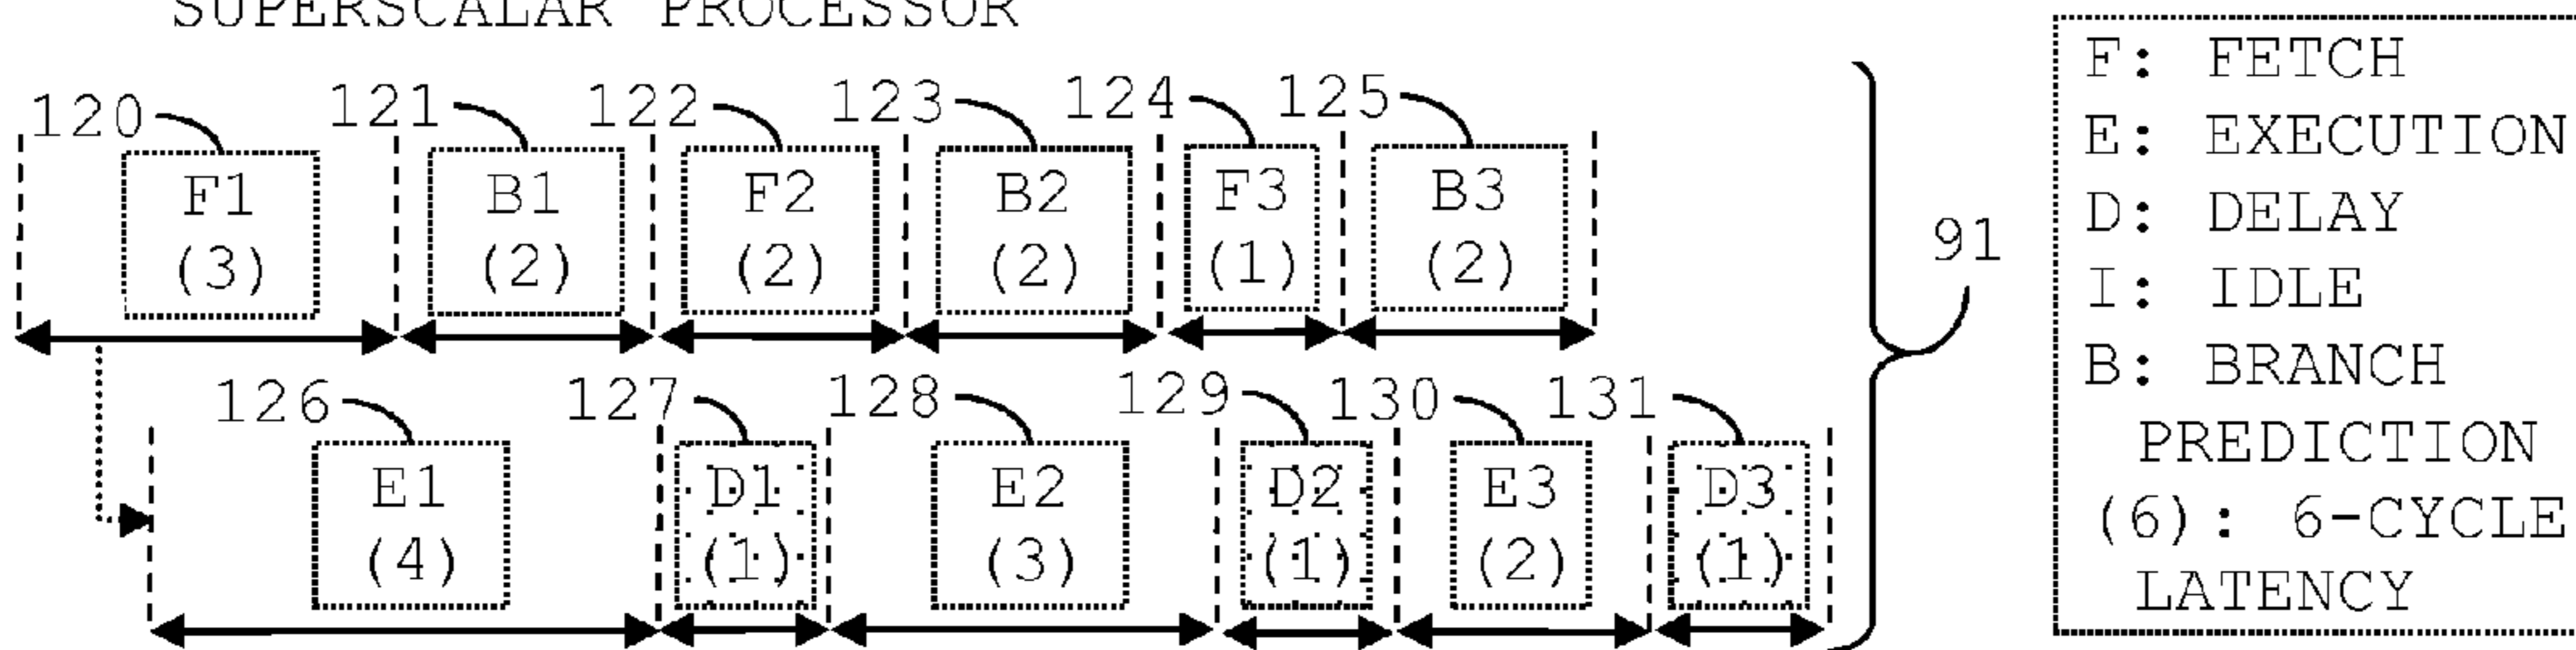 SUPERSCALAR PROCESSOR
120 121 122 123 124 125
F1 B1 F2 B2 F3 B3
(3) (2) (2) (2) (1) (2)
91
126 127 128 129 130 131
E1 D1 E2 D2 E3 D3
(4) (1) (3) (1) (2) (1)
F: FETCH
E: EXECUTION
D: DELAY
I: IDLE
B: BRANCH
PREDICTION
(6): 6-CYCLE
LATENCY